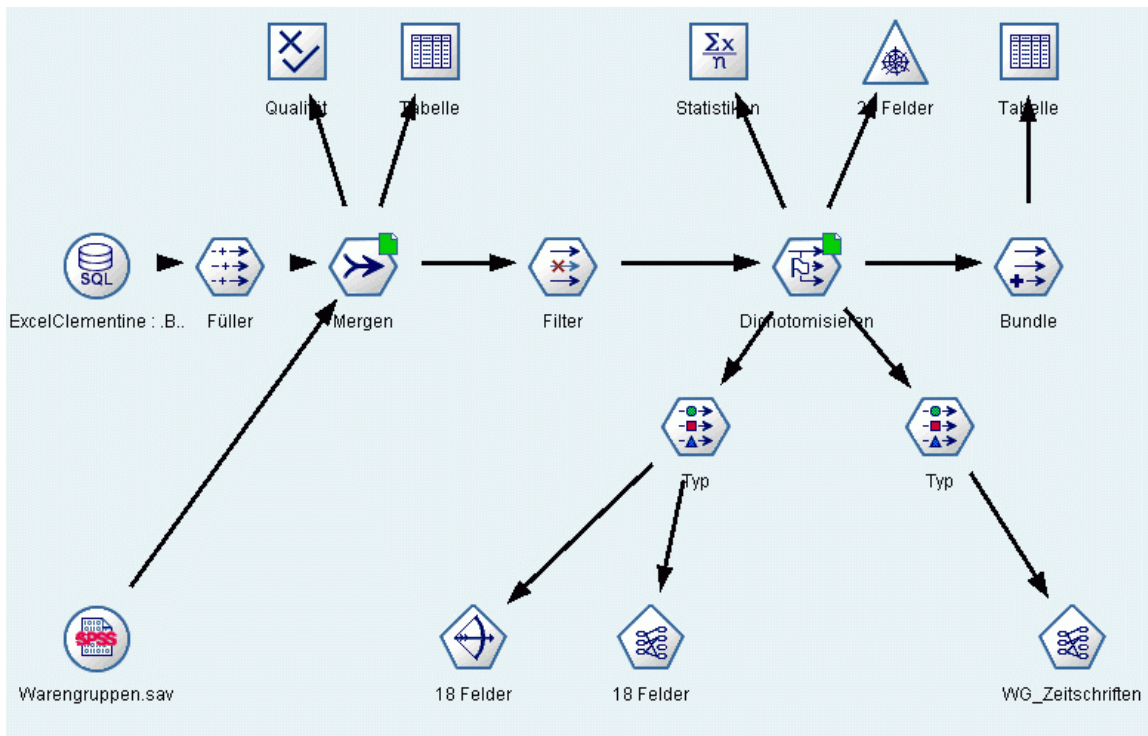 Σx
n
Qualität
Tabelle
Statistiken
Felder
Tabelle
SQL
ExcelClementine : .B..
Füller
Mergen
Filter
Dichotomisieren
Bundle
Typ
Typ
SPSS
Warengruppen.sav
18 Felder
18 Felder
WG_Zeitschriften